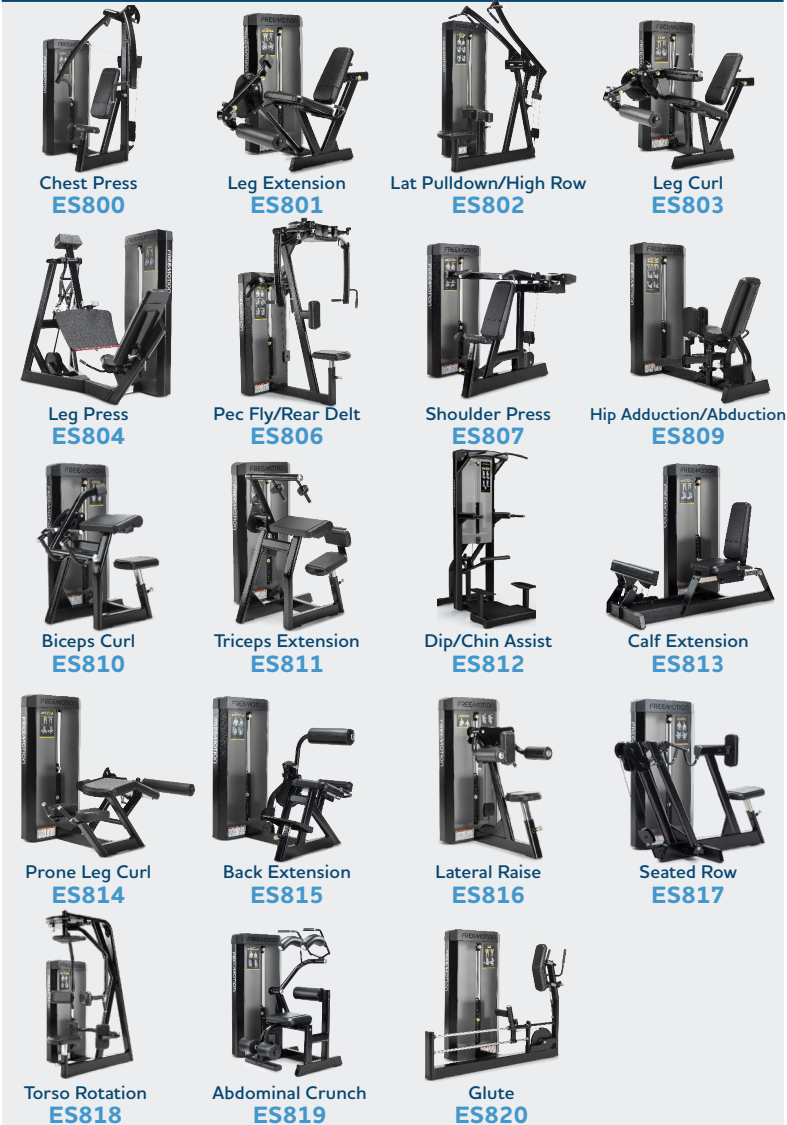 FREEMOTION
FREEMOTION
Chest Press
ES800
Leg Extension
ES801
Lat Pulldown/High Row
ES802
Leg Curl
ES803
Leg Press
ES804
Pec Fly/Rear Delt
ES806
Shoulder Press
ES807
Hip Adduction/Abduction
ES809
Biceps Curl
ES810
Triceps Extension
ES811
Dip/Chin Assist
ES812
Calf Extension
ES813
Prone Leg Curl
ES814
Back Extension
ES815
Lateral Raise
ES816
Seated Row
ES817
Torso Rotation
ES818
Abdominal Crunch
ES819
Glute
ES820